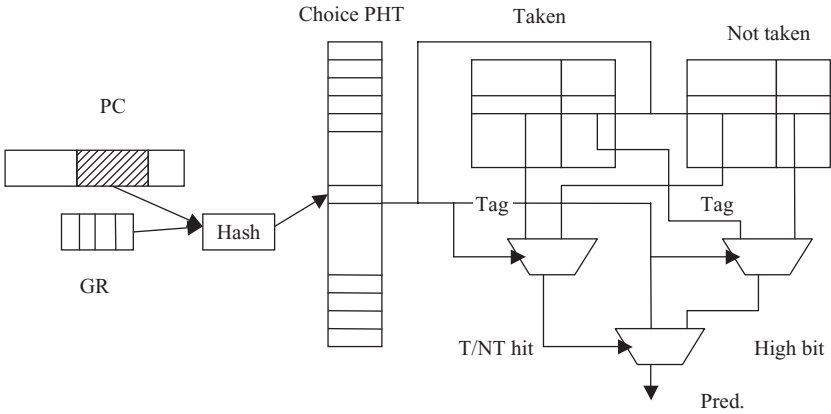 Choice PHT
Taken
Not taken
PC
Tag
Tag
Hash
GR
T/NT hit
High bit
Pred.